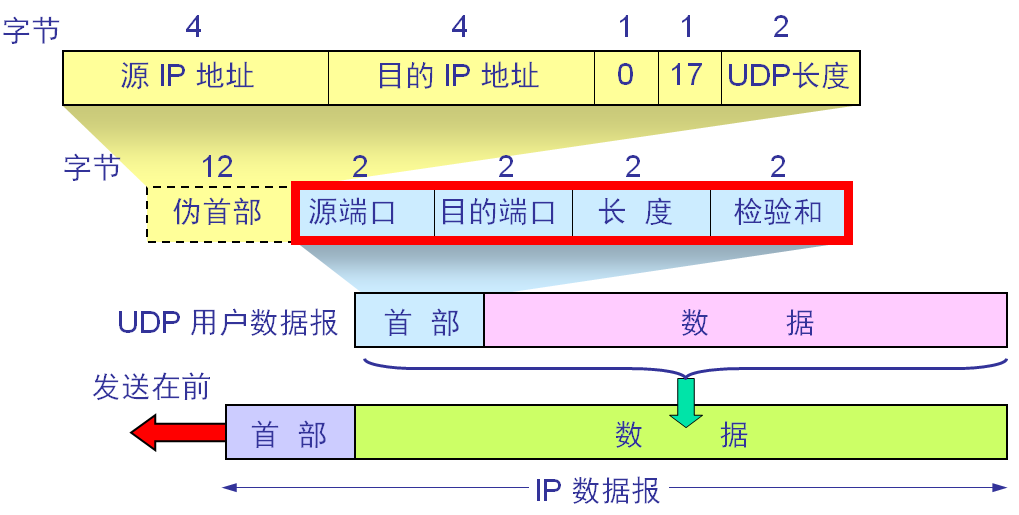 字节 4 4 1 1 2
源 IP 地址 目的 IP 地址 0 17 UDP长度
字节 12 2 2 2 2
伪首部 源端口 目的端口 长 度 检验和
UDP 用户数据报 首 部 数 据
发送在前
首 部 数 据
IP 数据报